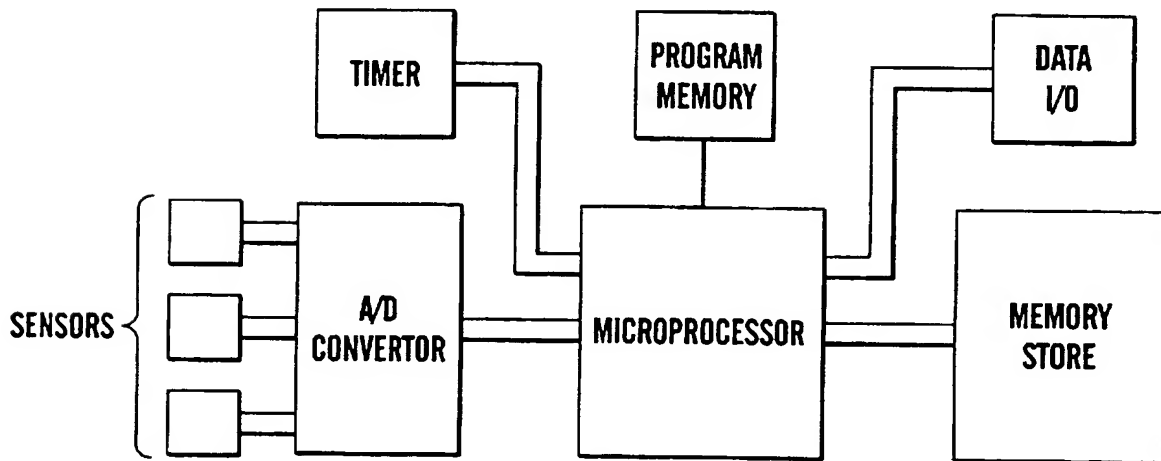 TIMER
PROGRAM
MEMORY
DATA
I/O
SENSORS
A/D
CONVERTOR
MICROPROCESSOR
MEMORY
STORE